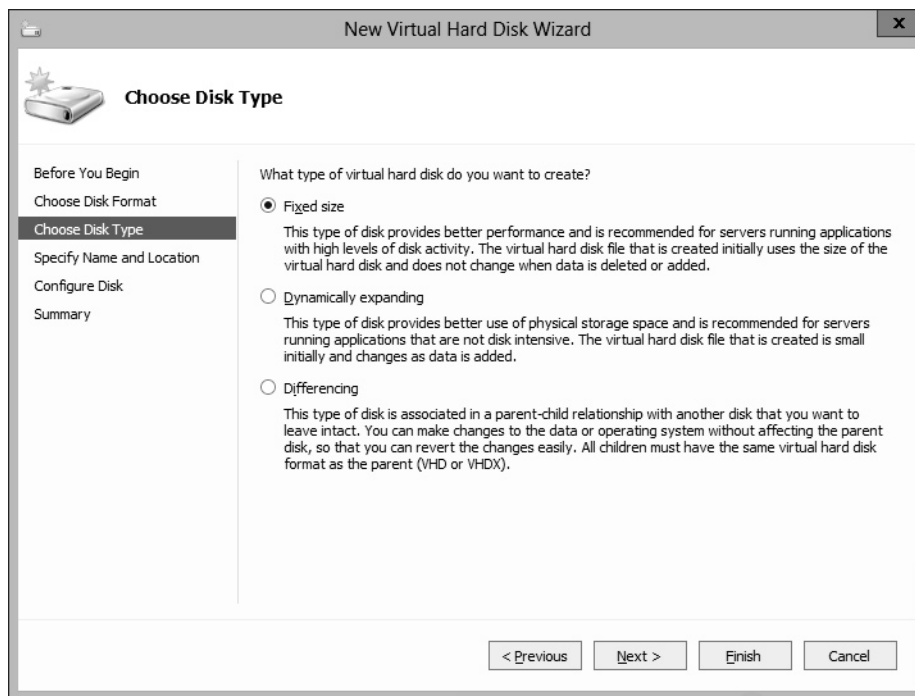 New Virtual Hard Disk Wizard
x
Choose Disk Type
Before You Begin
Choose Disk Format
Choose Disk Type
Specify Name and Location
Configure Disk
Summary
What type of virtual hard disk do you want to create?
Fixed size
This type of disk provides better performance and is recommended for servers running applications
with high levels of disk activity. The virtual hard disk file that is created initially uses the size of the
virtual hard disk and does not change when data is deleted or added.
Dynamically expanding
This type of disk provides better use of physical storage space and is recommended for servers
running applications that are not disk intensive. The virtual hard disk file that is created is small
initially and changes as data is added.
Differencing
This type of disk is associated in a parent-child relationship with another disk that you want to
leave intact. You can make changes to the data or operating system without affecting the parent
disk, so that you can revert the changes easily. All children must have the same virtual hard disk
format as the parent (VHD or VHDX).
< Previous
Next >
Finish
Cancel